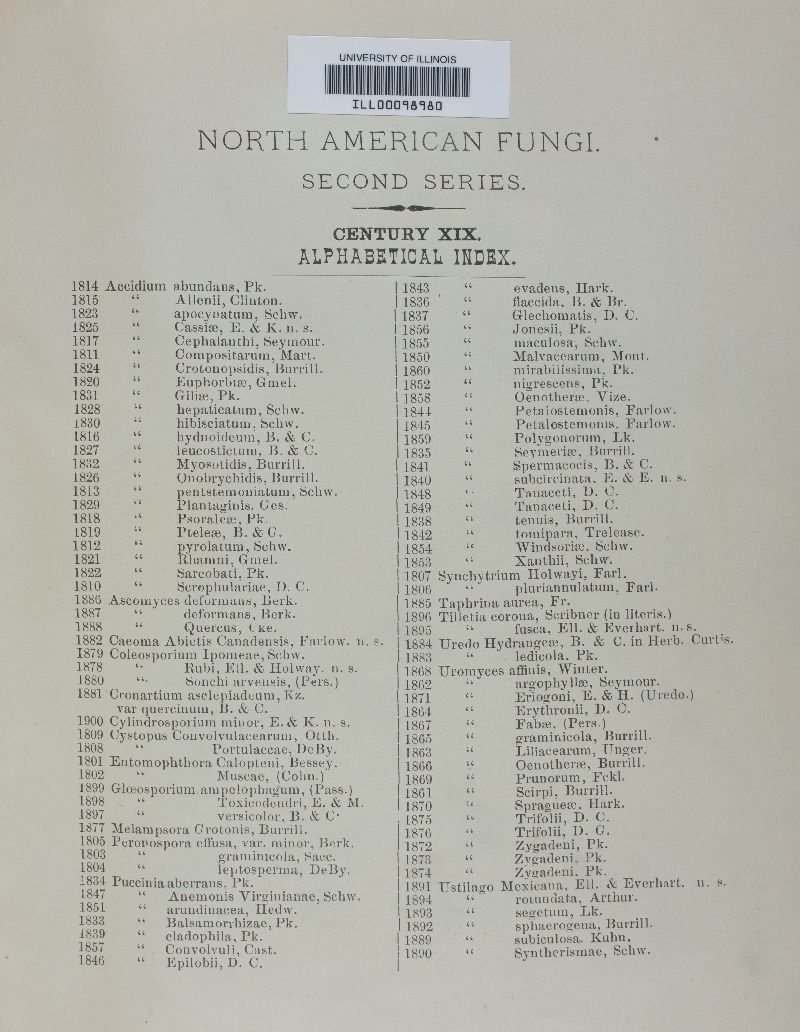 UNIVERSITY OF ILLINOIS
ILL00098980
NORTH AMERICAN FUNGI.
SECOND SERIES.
CENTURY XIX.
ALPHABETICAL INDEX.
1814 Aecidium abundans, Pk.
1815 “ Allenii, Clinton.
1823 “ apocynatum, Schw.
1825 “ Cassiæ, E. & K. n. s.
1817 “ Cephalanthi, Seymour.
1811 “ Compositarum, Mart.
1824 “ Crotonopsidis, Burrill.
1820 “ Euphorbiæ, Gmel.
1831 “ Giliæ, Pk.
1828 “ hepaticatum, Schw.
1830 “ hibisciatum, Schw.
1816 “ hydnoideum, B. & C.
1827 “ leucostictum, B. & C.
1832 “ Myosotidis, Burrill.
1826 “ Onobrychidis, Burrill.
1813 “ pentstemoniatum, Schw.
1829 “ Plantaginis, Ces.
1818 “ Psoraleæ, Pk.
1819 “ Pteleæ, B. & C.
1812 “ pyrolatum, Schw.
1821 “ Rhamni, Gmel.
1822 “ Sarcobati, Pk.
1810 “ Scrophulariae, D. C.
1886 Ascomyces deformans, Berk.
1887 “ deformans, Berk.
1888 “ Quercus, Cke.
1882 Caeoma Abietis Canadensis, Farlow. n. s.
1879 Coleosporium Ipomeae, Schw.
1878 “ Rubi, Ell. & Holway. n. s.
1880 “ Sonchi arvensis, (Pers.)
1881 Cronartium asclepiadeum, Kz.
var quercinum, B. & C.
1900 Cylindrosporium minor, E. & K. n. s.
1809 Cystopus Convolvulacearum, Otth.
1808 “ Portulaccae, DeBy.
1801 Entomophthora Calopteni, Bessey.
1802 “ Muscae, (Cohn.)
1899 Glœosporium ampelophagum, (Pass.)
1898 “ Toxicodendri, E. & M.
1897 “ versicolor, B. & C.
1877 Melampsora Crotonis, Burrill.
1805 Peronospora effusa, var. minor, Berk.
1803 “ graminicola, Sacc.
1804 “ leptosperma, DeBy.
1834 Puccinia aberrans, Pk.
1847 “ Anemonis Virginianae, Schw.
1851 “ arundinacea, Hedw.
1833 “ Balsamorrhizae, Pk.
1839 “ cladophila, Pk.
1857 “ Convolvuli, Cast.
1846 “ Epilobii, D. C.
1843 “ evadens, Hark.
1836 “ flaccida, B. & Br.
1837 “ Glechomatis, D. C.
1856 “ Jonesii, Pk.
1855 “ maculosa, Schw.
1850 “ Malvacearum, Mont.
1860 “ mirabilissima, Pk.
1852 “ nigrescens, Pk.
1858 “ Oenotheræ, Vize.
1844 “ Petalostemonis, Farlow.
1845 “ Petalostemonis, Farlow.
1859 “ Polygonorum, Lk.
1835 “ Seymeriæ, Burrill.
1841 “ Spermacocis, B. & C.
1840 “ subcircinata, E. & E. n. s.
1848 “ Tanaceti, D. C.
1849 “ Tanaceti, D. C.
1838 “ tenuis, Burrill.
1842 “ tomipara, Trelease.
1854 “ Windsoriæ, Schw.
1853 “ Xanthii, Schw.
1807 Synchytrium Holwayi, Farl.
1806 “ pluriannulatum, Farl.
1885 Taphrina aurea, Fr.
1896 Tilletia corona, Scribner (in literis.)
1895 “ fusca, Ell. & Everhart. n. s.
1884 Uredo Hydrangeæ, B. & C. in Herb. Curtis.
1883 “ ledicola, Pk.
1868 Uromyces affinis, Winter.
1862 “ argophyllæ, Seymour.
1871 “ Eriogoni, E. & H. (Uredo.)
1864 “ Erythronii, D. C.
1867 “ Fabæ, (Pers.)
1865 “ graminicola, Burrill.
1863 “ Liliacearum, Unger.
1866 “ Oenotheræ, Burrill.
1869 “ Prunorum, Fckl.
1861 “ Scirpi, Burrill.
1870 “ Spragueæ, Hark.
1875 “ Trifolii, D. C.
1876 “ Trifolii, D. C.
1872 “ Zygadeni, Pk.
1873 “ Zygadeni, Pk.
1874 “ Zygadeni, Pk.
1891 Ustilago Mexicana, Ell. & Everhart. n. s.
1894 “ rotundata, Arthur.
1893 “ segetum, Lk.
1892 “ sphaerogena, Burrill.
1889 “ subiculosa, Kuhn.
1890 “ Syntherismae, Schw.